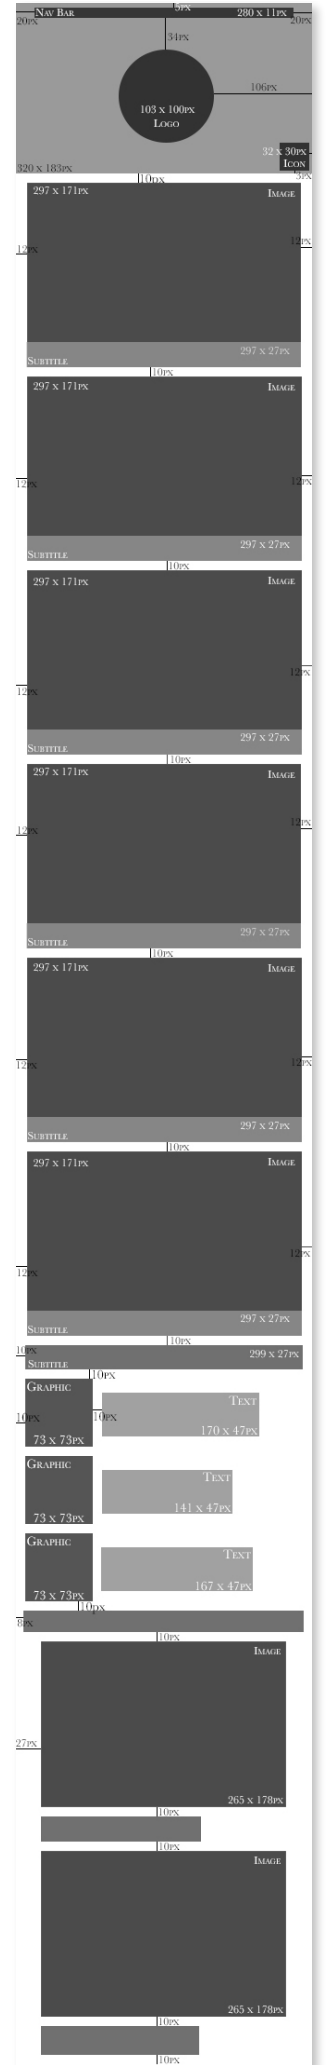 5px
Nav Bar 280 x 11px
20px 20px
34px
106px
103 x 100px
Logo
32 x 30px
Icon
320 x 183px 3px
10px
297 x 171px Image
12px 12px
297 x 27px
Subtitle
10px
297 x 171px Image
12px 12px
297 x 27px
Subtitle
10px
297 x 171px Image
12px
12px
297 x 27px
Subtitle
10px
297 x 171px Image
12px
12px
297 x 27px
Subtitle
10px
297 x 171px Image
12px 12px
297 x 27px
Subtitle
10px
297 x 171px Image
12px
12px
297 x 27px
Subtitle
10px
10px 299 x 27px
Subtitle
10px
Graphic
Text
10px 10px
170 x 47px
73 x 73px
Graphic
Text
141 x 47px
73 x 73px
Graphic
Text
167 x 47px
73 x 73px
10px
8px
10px
Image
27px
265 x 178px
10px
10px
Image
265 x 178px
10px
10px